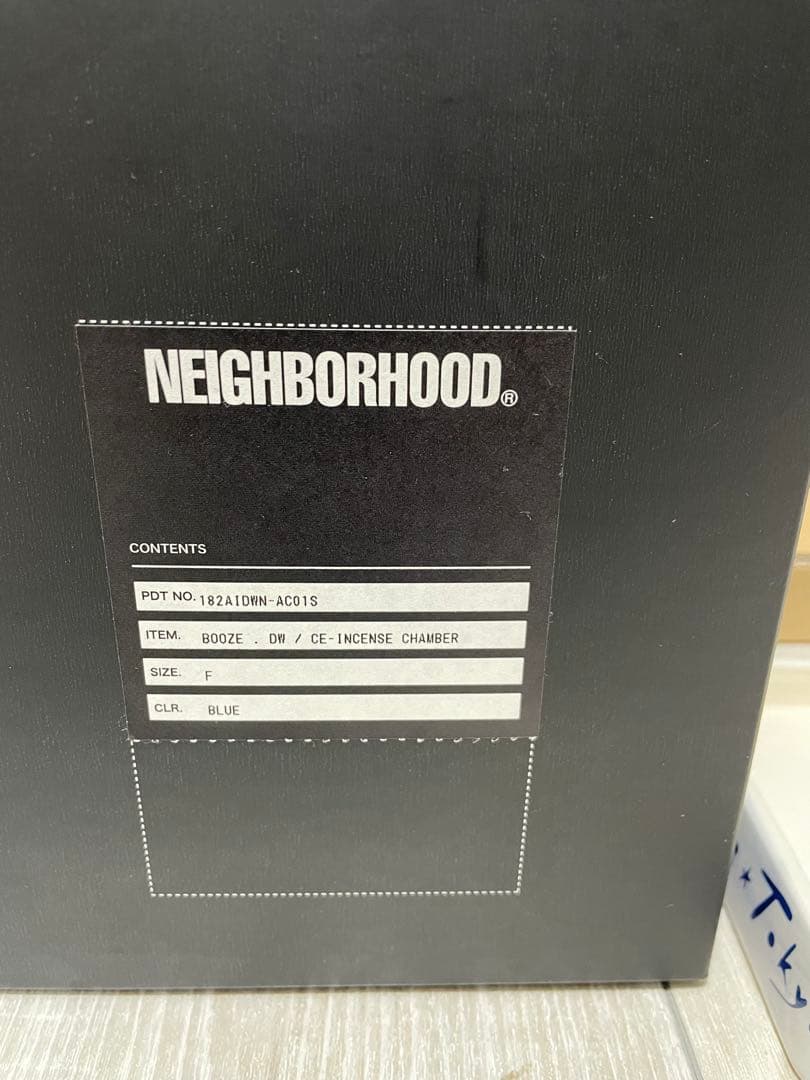 NEIGHBORHOOD®
CONTENTS
PDT NO. 182AIDWN-AC01S
ITEM. BOOZE . DW / CE-INCENSE CHAMBER
SIZE. F
CLR. BLUE